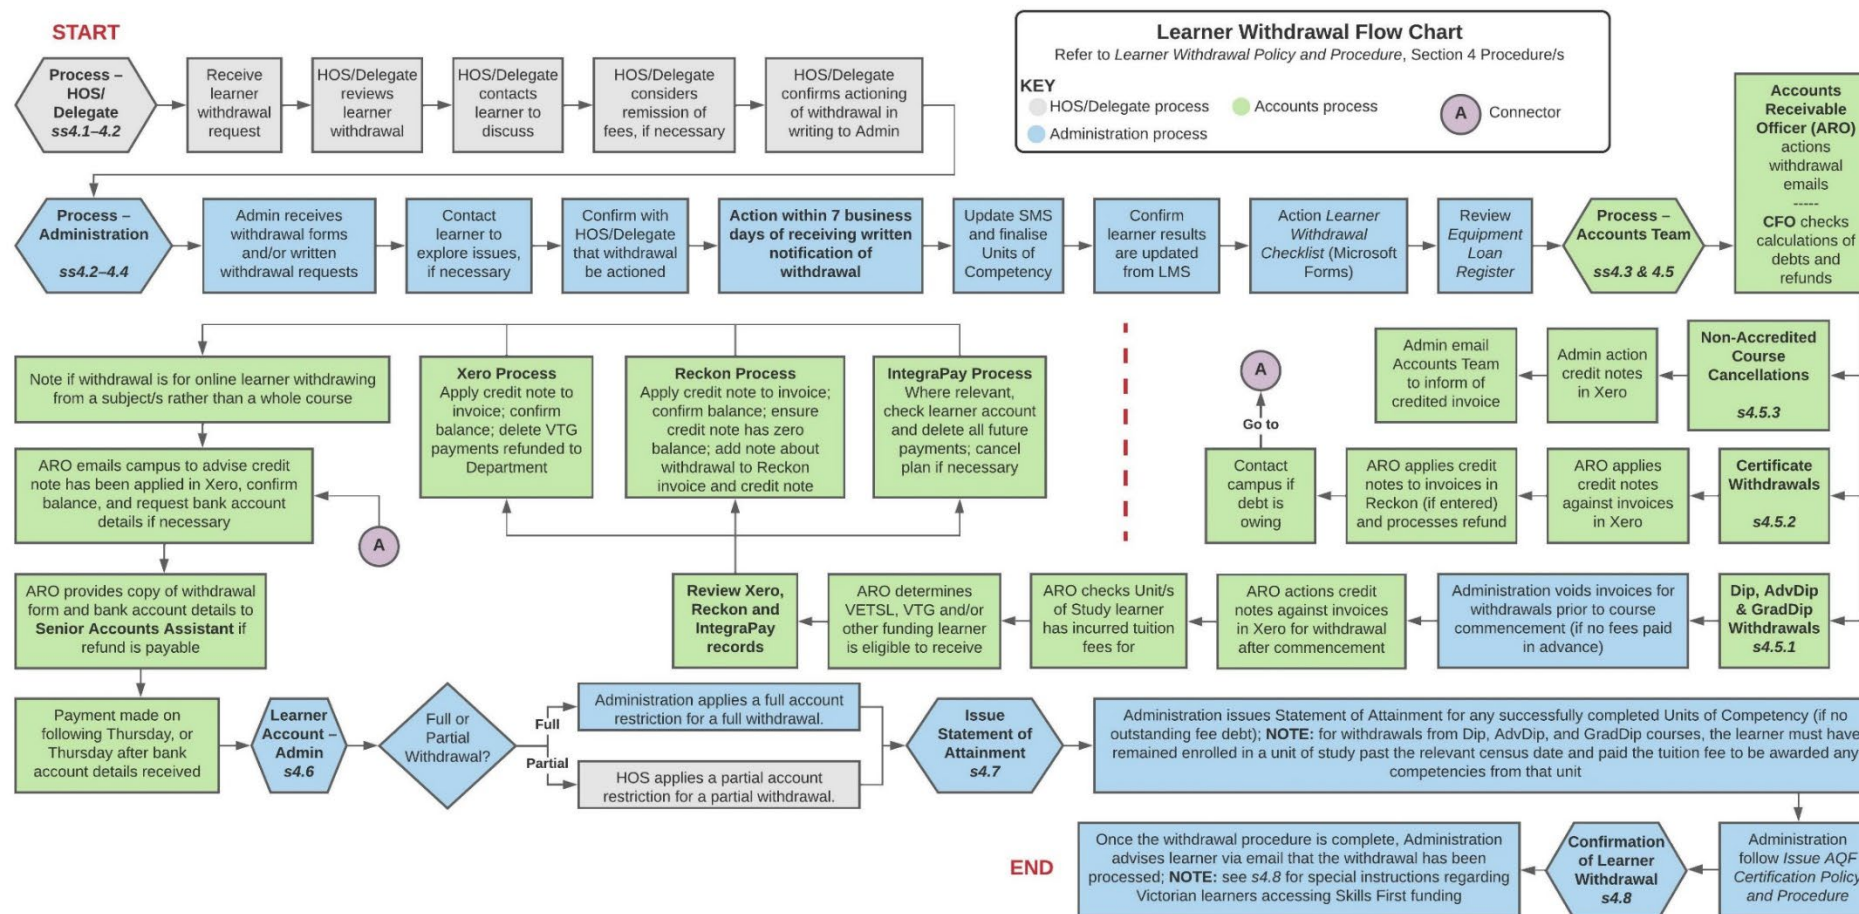 START
Learner Withdrawal Flow Chart
Refer to Learner Withdrawal Policy and Procedure, Section 4 Procedure/s
KEY
HOS/Delegate process
Accounts process
A
Connector
Administration process
Process –
HOS/
Delegate
ss4.1–4.2
Receive
learner
withdrawal
request
HOS/Delegate
reviews
learner
withdrawal
HOS/Delegate
contacts
learner to
discuss
HOS/Delegate
considers
remission of
fees, if necessary
HOS/Delegate
confirms actioning
of withdrawal in
writing to Admin
Process –
Administration
ss4.2–4.4
Admin receives
withdrawal forms
and/or written
withdrawal requests
Contact
learner to
explore issues,
if necessary
Confirm with
HOS/Delegate
that withdrawal
be actioned
Action within 7 business
days of receiving written
notification of
withdrawal
Update SMS
and finalise
Units of
Competency
Confirm
learner results
are updated
from LMS
Action Learner
Withdrawal
Checklist (Microsoft
Forms)
Review
Equipment
Loan
Register
Process –
Accounts Team
ss4.3 & 4.5
Accounts
Receivable
Officer (ARO)
actions
withdrawal
emails
-----
CFO checks
calculations of
debts and
refunds
Non-Accredited
Course
Cancellations
s4.5.3
Admin action
credit notes
in Xero
Admin email
Accounts Team
to inform of
credited invoice
Certificate
Withdrawals
s4.5.2
ARO applies
credit notes
against invoices
in Xero
ARO applies credit
notes to invoices in
Reckon (if entered)
and processes refund
Contact
campus if
debt is
owing
Go to
A
Dip, AdvDip
& GradDip
Withdrawals
s4.5.1
Administration voids invoices for
withdrawals prior to course
commencement (if no fees paid
in advance)
ARO actions credit
notes against invoices
in Xero for withdrawal
after commencement
ARO checks Unit/s
of Study learner
has incurred tuition
fees for
ARO determines
VETSL, VTG and/or
other funding learner
is eligible to receive
Review Xero,
Reckon and
IntegraPay
records
Xero Process
Apply credit note to
invoice; confirm
balance; delete VTG
payments refunded to
Department
Reckon Process
Apply credit note to invoice;
confirm balance; ensure
credit note has zero
balance; add note about
withdrawal to Reckon
invoice and credit note
IntegraPay Process
Where relevant,
check learner account
and delete all future
payments; cancel
plan if necessary
Note if withdrawal is for online learner withdrawing
from a subject/s rather than a whole course
ARO emails campus to advise credit
note has been applied in Xero, confirm
balance, and request bank account
details if necessary
A
ARO provides copy of withdrawal
form and bank account details to
Senior Accounts Assistant if
refund is payable
Payment made on
following Thursday, or
Thursday after bank
account details received
Learner
Account –
Admin
s4.6
Full or
Partial
Withdrawal?
Full
Partial
Administration applies a full account
restriction for a full withdrawal.
HOS applies a partial account
restriction for a partial withdrawal.
Issue
Statement of
Attainment
s4.7
Administration issues Statement of Attainment for any successfully completed Units of Competency (if no
outstanding fee debt); NOTE: for withdrawals from Dip, AdvDip, and GradDip courses, the learner must have
remained enrolled in a unit of study past the relevant census date and paid the tuition fee to be awarded any
competencies from that unit
Administration
follow Issue AQF
Certification Policy
and Procedure
Confirmation
of Learner
Withdrawal
s4.8
Once the withdrawal procedure is complete, Administration
advises learner via email that the withdrawal has been
processed; NOTE: see s4.8 for special instructions regarding
Victorian learners accessing Skills First funding
END